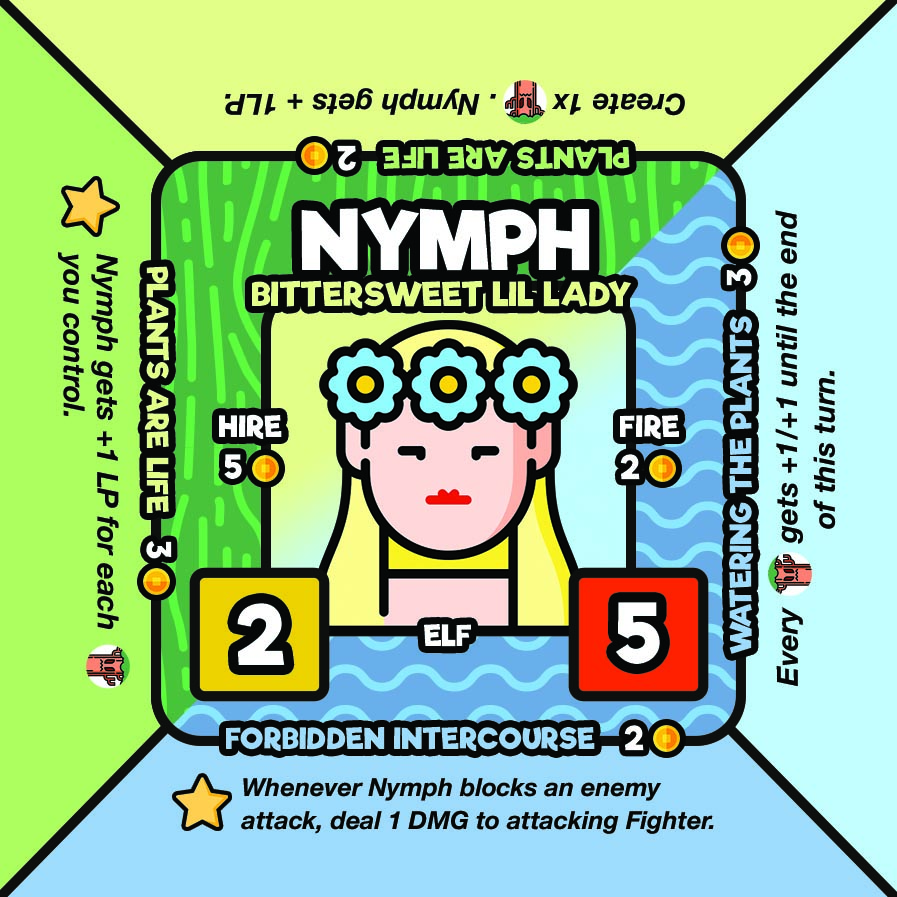 Create 1x . Nymph gets + 1LP.
PLANTS ARE LIFE 2
NYMPH
BITTERSWEET LIL' LADY
HIRE
5
FIRE
2
2
ELF
5
PLANTS ARE LIFE 3
Nymph gets +1 LP for each
you control.
WATERING THE PLANTS 3
Every gets +1/+1 until the end
of this turn.
FORBIDDEN INTERCOURSE 2
Whenever Nymph blocks an enemy
attack, deal 1 DMG to attacking Fighter.